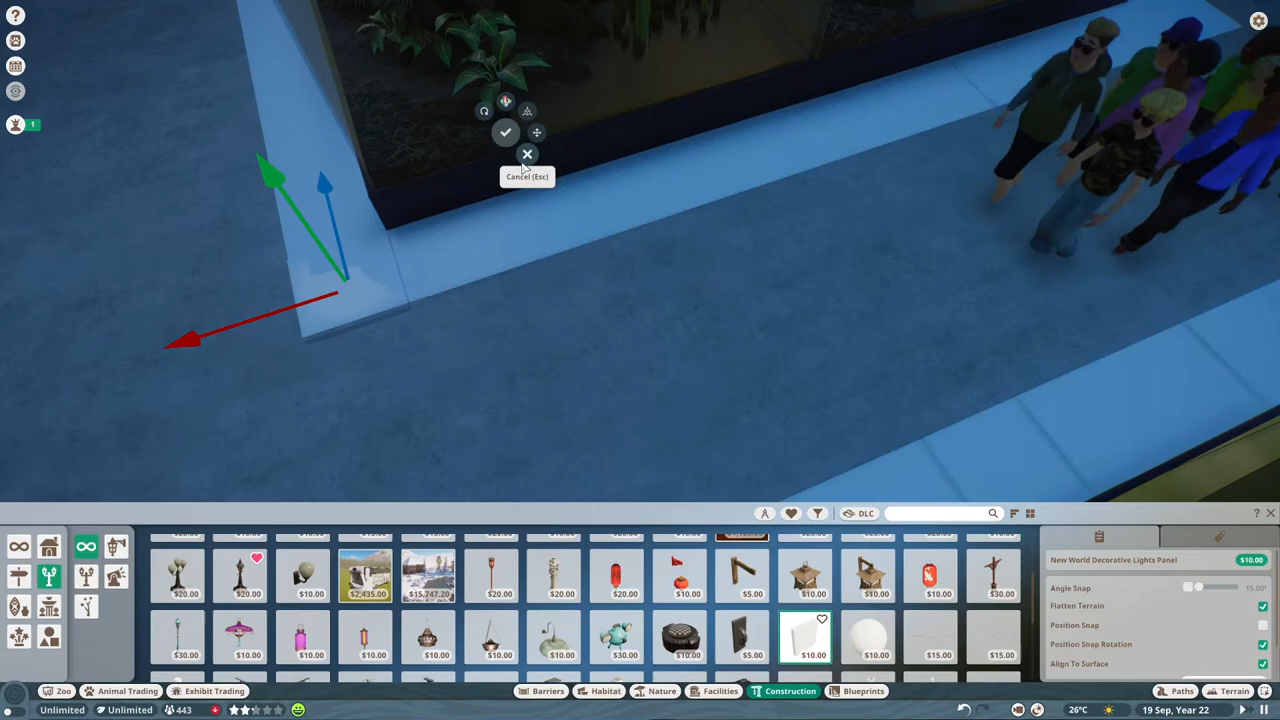 ?
1
Cancel (Esc)
DLC
?
$20.00
$20.00
$10.00
$2,435.00
$15,747.20
$20.00
$20.00
$20.00
$10.00
$5.00
$10.00
$10.00
$10.00
$30.00
$30.00
$10.00
$10.00
$10.00
$10.00
$10.00
$10.00
$30.00
$10.00
$5.00
$10.00
$10.00
$15.00
$15.00
New World Decorative Lights Panel
$10.00
Angle Snap
15.00°
Flatten Terrain
Position Snap
Position Snap Rotation
Align To Surface
Zoo
Animal Trading
Exhibit Trading
Barriers
Habitat
Nature
Facilities
Construction
Blueprints
Paths
Terrain
Unlimited
Unlimited
443
26°C
19 Sep, Year 22